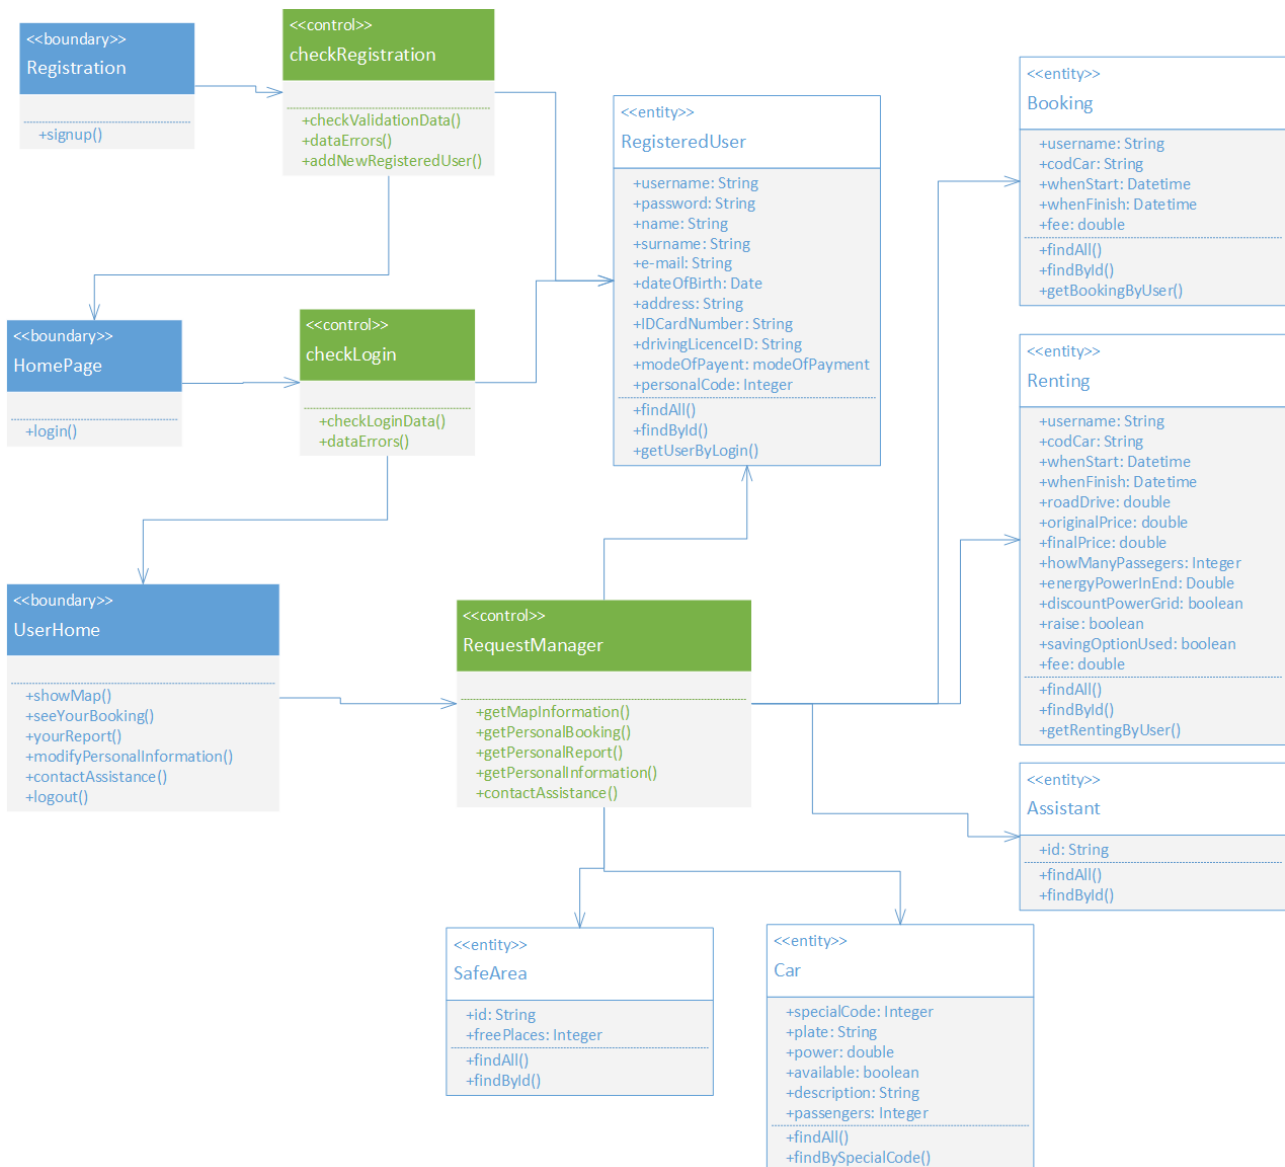 <<boundary>>
Registration
+signup()
<<control>>
checkRegistration
+checkValidationData()
+dataErrors()
+addNewRegisteredUser()
<<entity>>
RegisteredUser
+username: String
+password: String
+name: String
+surname: String
+e-mail: String
+dateOfBirth: Date
+address: String
+IDCardNumber: String
+drivingLicenceID: String
+modeOfPayent: modeOfPayment
+personalCode: Integer
+findAll()
+findById()
+getUserByLogin()
<<entity>>
Booking
+username: String
+codCar: String
+whenStart: Datetime
+whenFinish: Datetime
+fee: double
+findAll()
+findById()
+getBookingByUser()
<<boundary>>
HomePage
+login()
<<control>>
checkLogin
+checkLoginData()
+dataErrors()
<<entity>>
Renting
+username: String
+codCar: String
+whenStart: Datetime
+whenFinish: Datetime
+roadDrive: double
+originalPrice: double
+finalPrice: double
+howManyPassegers: Integer
+energyPowerInEnd: Double
+discountPowerGrid: boolean
+raise: boolean
+savingOptionUsed: boolean
+fee: double
+findAll()
+findById()
+getRentingByUser()
<<boundary>>
UserHome
+showMap()
+seeYourBooking()
+yourReport()
+modifyPersonalInformation()
+contactAssistance()
+logout()
<<control>>
RequestManager
+getMapInformation()
+getPersonalBooking()
+getPersonalReport()
+getPersonalInformation()
+contactAssistance()
<<entity>>
Assistant
+id: String
+findAll()
+findById()
<<entity>>
SafeArea
+id: String
+freePlaces: Integer
+findAll()
+findById()
<<entity>>
Car
+specialCode: Integer
+plate: String
+power: double
+available: boolean
+description: String
+passengers: Integer
+findAll()
+findBySpecialCode()